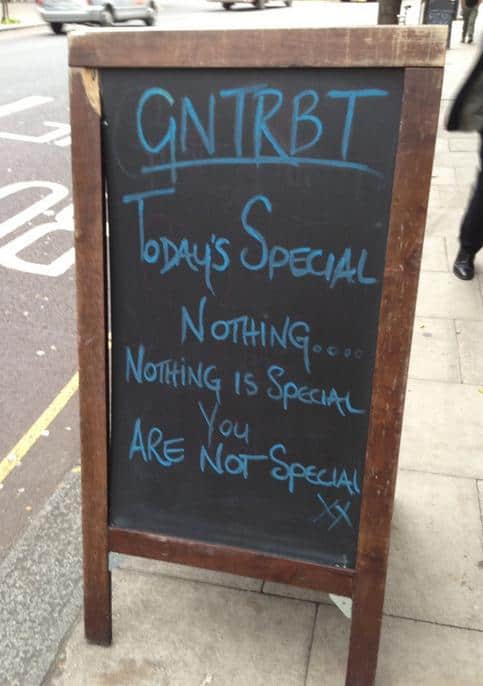 GNTRBT
TODAY'S SPECIAL
NOTHING....
NOTHING IS SPECIAL
YOU
ARE NOT SPECIAL
XX